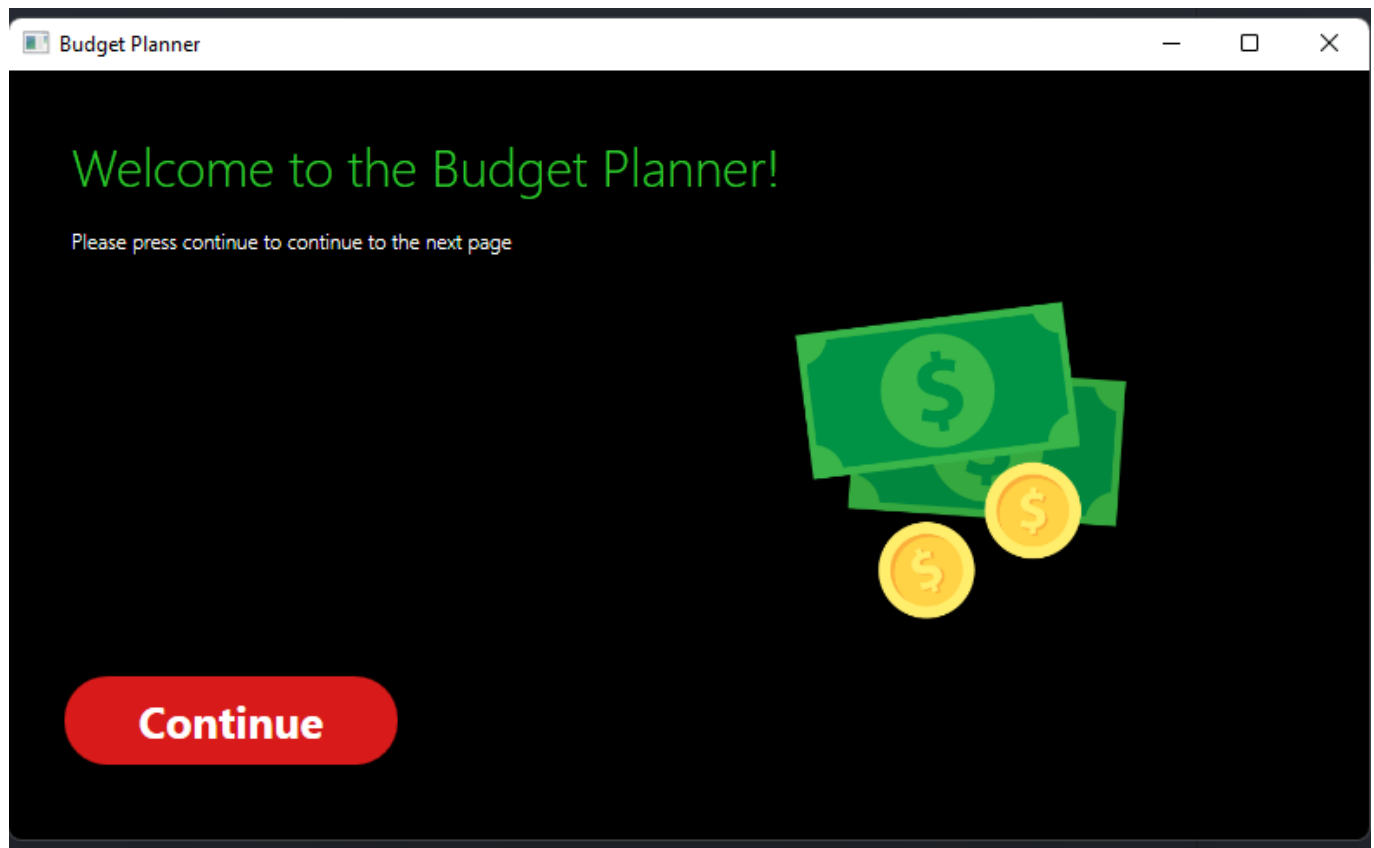 Budget Planner
Welcome to the Budget Planner!
Please press continue to continue to the next page
$
$
$
$
Continue